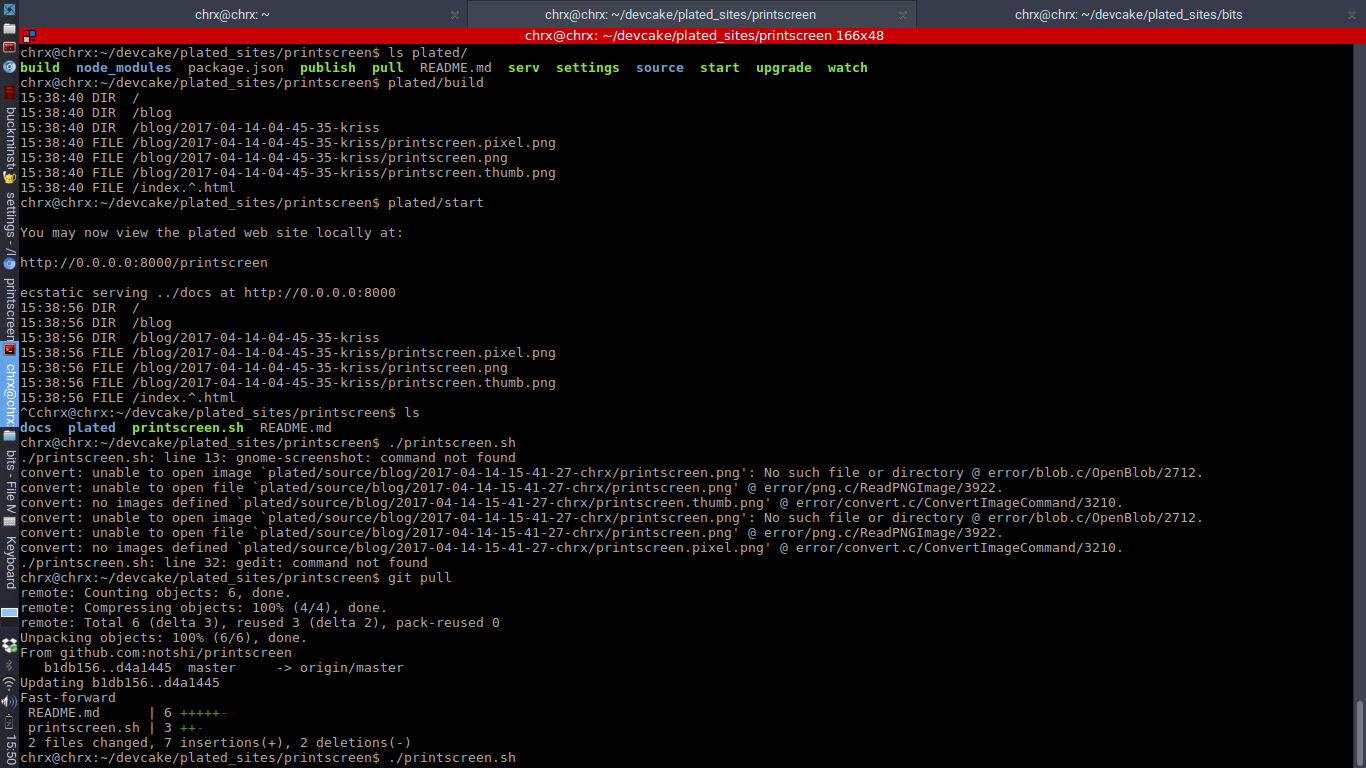 chrx@chrx: ~
chrx@chrx: ~/devcake/plated_sites/printscreen
chrx@chrx: ~/devcake/plated_sites/bits
chrx@chrx: ~/devcake/plated_sites/printscreen 166x48
chrx@chrx:~/devcake/plated_sites/printscreen$ ls plated/
build  node_modules  package.json  publish  pull  README.md  serv  settings  source  start  upgrade  watch
chrx@chrx:~/devcake/plated_sites/printscreen$ plated/build
15:38:40 DIR  /
15:38:40 DIR  /blog
15:38:40 DIR  /blog/2017-04-14-04-45-35-kriss
15:38:40 FILE /blog/2017-04-14-04-45-35-kriss/printscreen.pixel.png
15:38:40 FILE /blog/2017-04-14-04-45-35-kriss/printscreen.png
15:38:40 FILE /blog/2017-04-14-04-45-35-kriss/printscreen.thumb.png
15:38:40 FILE /index.^.html
chrx@chrx:~/devcake/plated_sites/printscreen$ plated/start
You may now view the plated web site locally at:
http://0.0.0.0:8000/printscreen
ecstatic serving ../docs at http://0.0.0.0:8000
15:38:56 DIR  /
15:38:56 DIR  /blog
15:38:56 DIR  /blog/2017-04-14-04-45-35-kriss
15:38:56 FILE /blog/2017-04-14-04-45-35-kriss/printscreen.pixel.png
15:38:56 FILE /blog/2017-04-14-04-45-35-kriss/printscreen.png
15:38:56 FILE /blog/2017-04-14-04-45-35-kriss/printscreen.thumb.png
15:38:56 FILE /index.^.html
^Cchrx@chrx:~/devcake/plated_sites/printscreen$ ls
docs  plated  printscreen.sh  README.md
chrx@chrx:~/devcake/plated_sites/printscreen$ ./printscreen.sh
./printscreen.sh: line 13: gnome-screenshot: command not found
convert: unable to open image `plated/source/blog/2017-04-14-15-41-27-chrx/printscreen.png': No such file or directory @ error/blob.c/OpenBlob/2712.
convert: unable to open file `plated/source/blog/2017-04-14-15-41-27-chrx/printscreen.png' @ error/png.c/ReadPNGImage/3922.
convert: no images defined `plated/source/blog/2017-04-14-15-41-27-chrx/printscreen.thumb.png' @ error/convert.c/ConvertImageCommand/3210.
convert: unable to open image `plated/source/blog/2017-04-14-15-41-27-chrx/printscreen.png': No such file or directory @ error/blob.c/OpenBlob/2712.
convert: unable to open file `plated/source/blog/2017-04-14-15-41-27-chrx/printscreen.png' @ error/png.c/ReadPNGImage/3922.
convert: no images defined `plated/source/blog/2017-04-14-15-41-27-chrx/printscreen.pixel.png' @ error/convert.c/ConvertImageCommand/3210.
./printscreen.sh: line 32: gedit: command not found
chrx@chrx:~/devcake/plated_sites/printscreen$ git pull
remote: Counting objects: 6, done.
remote: Compressing objects: 100% (4/4), done.
remote: Total 6 (delta 3), reused 3 (delta 2), pack-reused 0
Unpacking objects: 100% (6/6), done.
From github.com:notshi/printscreen
   b1db156..d4a1445  master     -> origin/master
Updating b1db156..d4a1445
Fast-forward
 README.md      | 6 +++++-
 printscreen.sh | 3 ++-
 2 files changed, 7 insertions(+), 2 deletions(-)
chrx@chrx:~/devcake/plated_sites/printscreen$ ./printscreen.sh
buckminst
settings - /l
printscreen
chrx@chrx
bits - File M
Keyboard
15:50